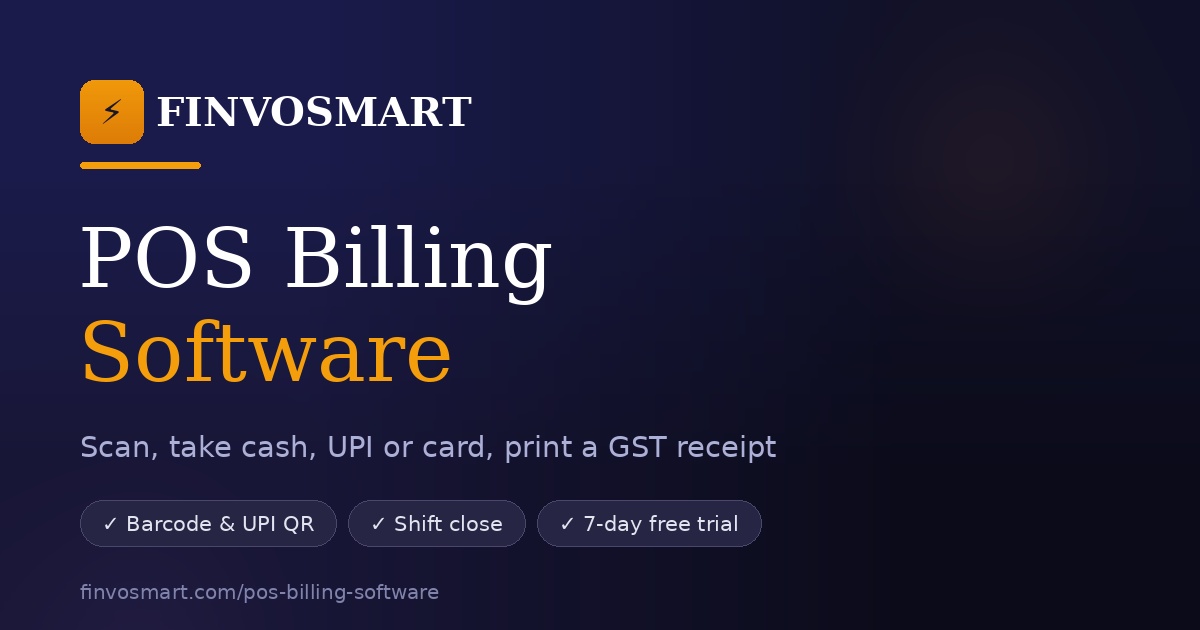 ⚡ FINVOSMART
POS Billing
Software
Scan, take cash, UPI or card, print a GST receipt
✓ Barcode & UPI QR ✓ Shift close ✓ 7-day free trial
finvosmart.com/pos-billing-software